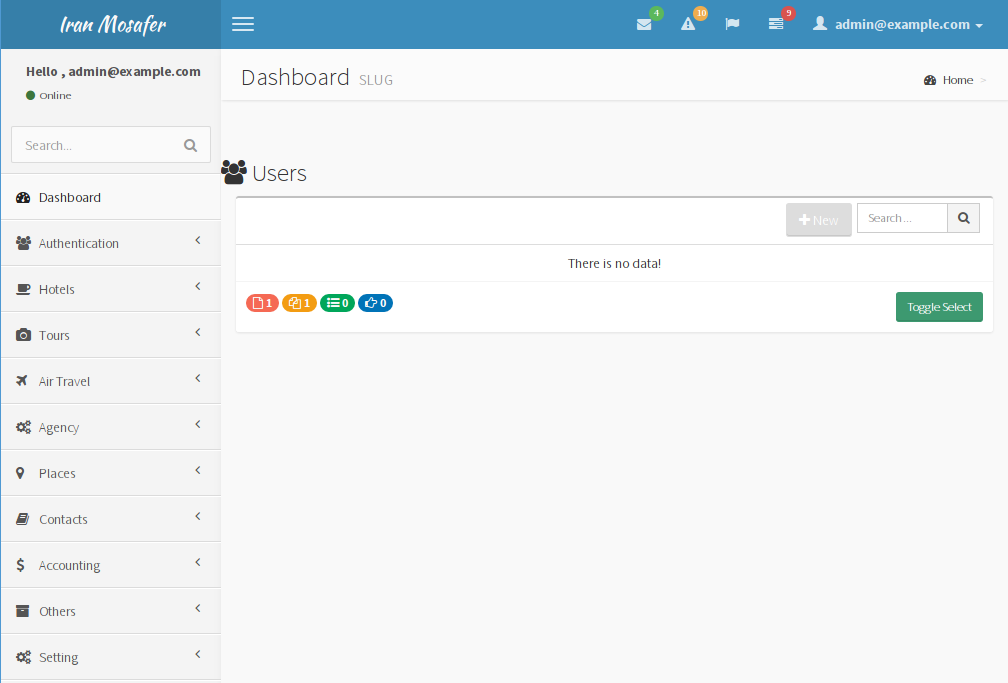 Iran Mosafer
4
10
9
admin@example.com
Hello , admin@example.com
Online
Search...
Dashboard
Authentication
Hotels
Tours
Air Travel
Agency
Places
Contacts
Accounting
Others
Setting
Dashboard SLUG
Home >
Users
New
Search ...
There is no data!
1 1 0 0
Toggle Select